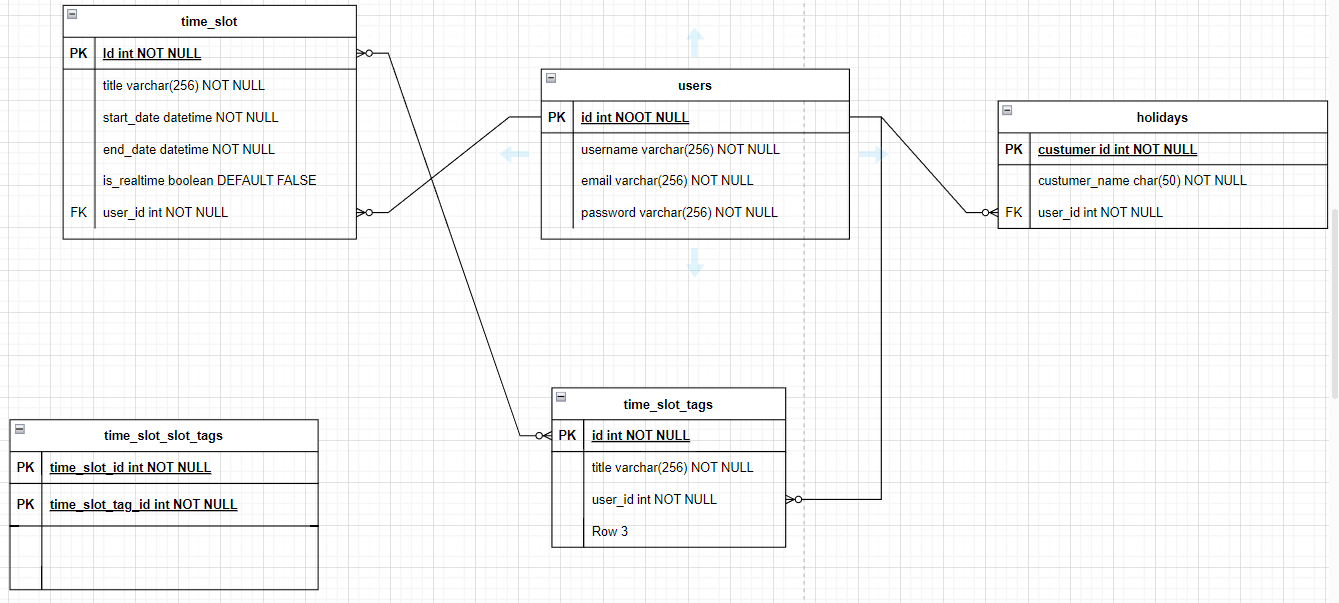 time_slot
PK Id int NOT NULL
title varchar(256) NOT NULL
start_date datetime NOT NULL
end_date datetime NOT NULL
is_realtime boolean DEFAULT FALSE
FK user_id int NOT NULL
users
PK id int NOOT NULL
username varchar(256) NOT NULL
email varchar(256) NOT NULL
password varchar(256) NOT NULL
holidays
PK custumer id int NOT NULL
custumer_name char(50) NOT NULL
FK user_id int NOT NULL
time_slot_slot_tags
PK time_slot_id int NOT NULL
PK time_slot_tag_id int NOT NULL
time_slot_tags
PK id int NOT NULL
title varchar(256) NOT NULL
user_id int NOT NULL
Row 3